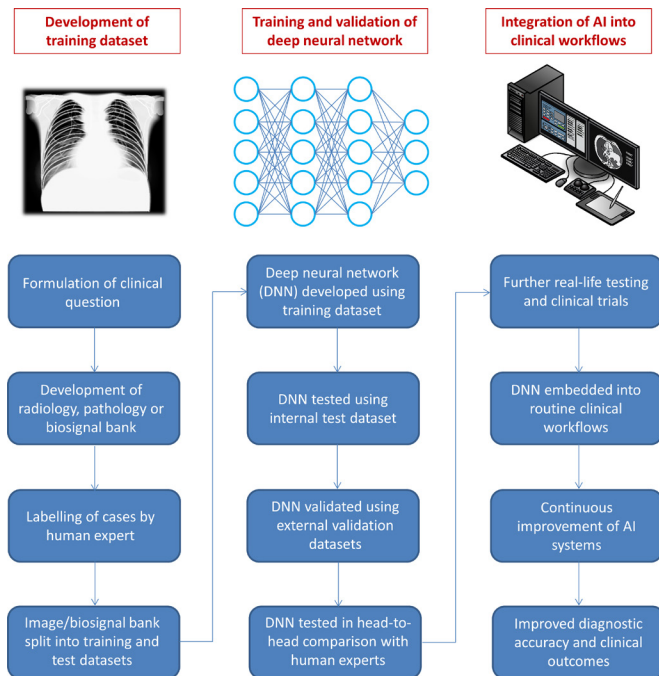 Development of
training dataset
Training and validation of
deep neural network
Integration of AI into
clinical workflows
Formulation of clinical
question
Development of
radiology, pathology or
biosignal bank
Labelling of cases by
human expert
Image/biosignal bank
split into training and
test datasets
Deep neural network
(DNN) developed using
training dataset
DNN tested using
internal test dataset
DNN validated using
external validation
datasets
DNN tested in head-to-
head comparison with
human experts
Further real-life testing
and clinical trials
DNN embedded into
routine clinical
workflows
Continuous
improvement of AI
systems
Improved diagnostic
accuracy and clinical
outcomes